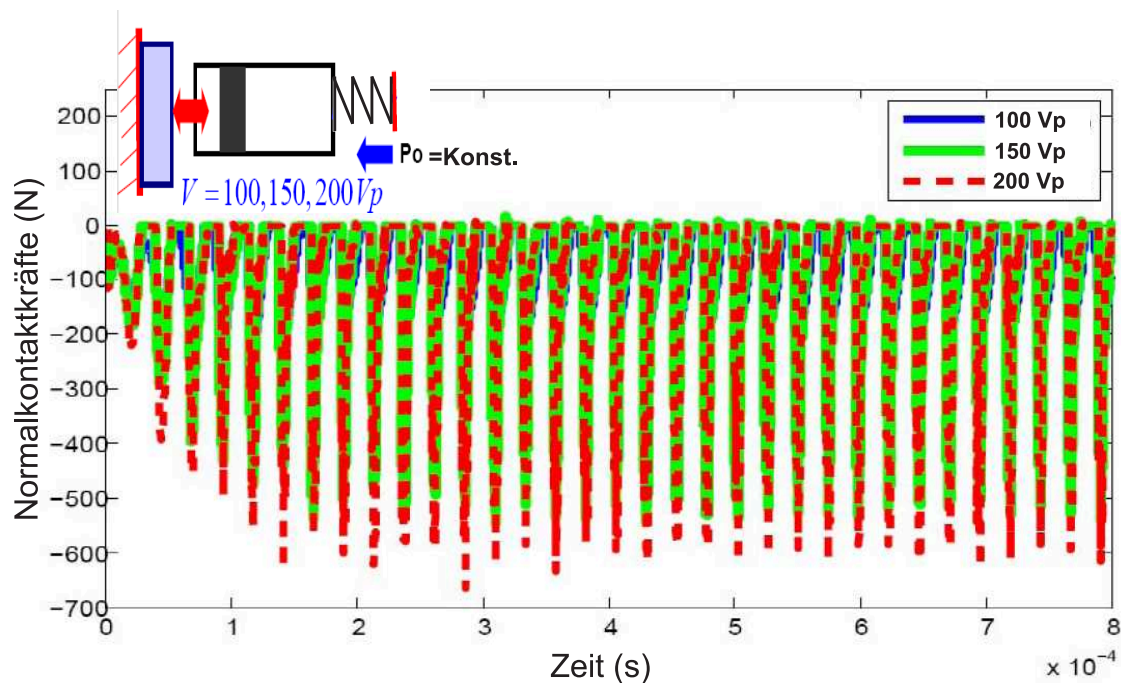 Po =Konst.
V = 100,150, 200Vp
100 Vp
150 Vp
200 Vp
Normalkontaktkräfte (N)
200
100
0
−100
−200
−300
−400
−500
−600
−700
0 1 2 3 4 5 6 7 8
Zeit (s)
x 10⁻⁴